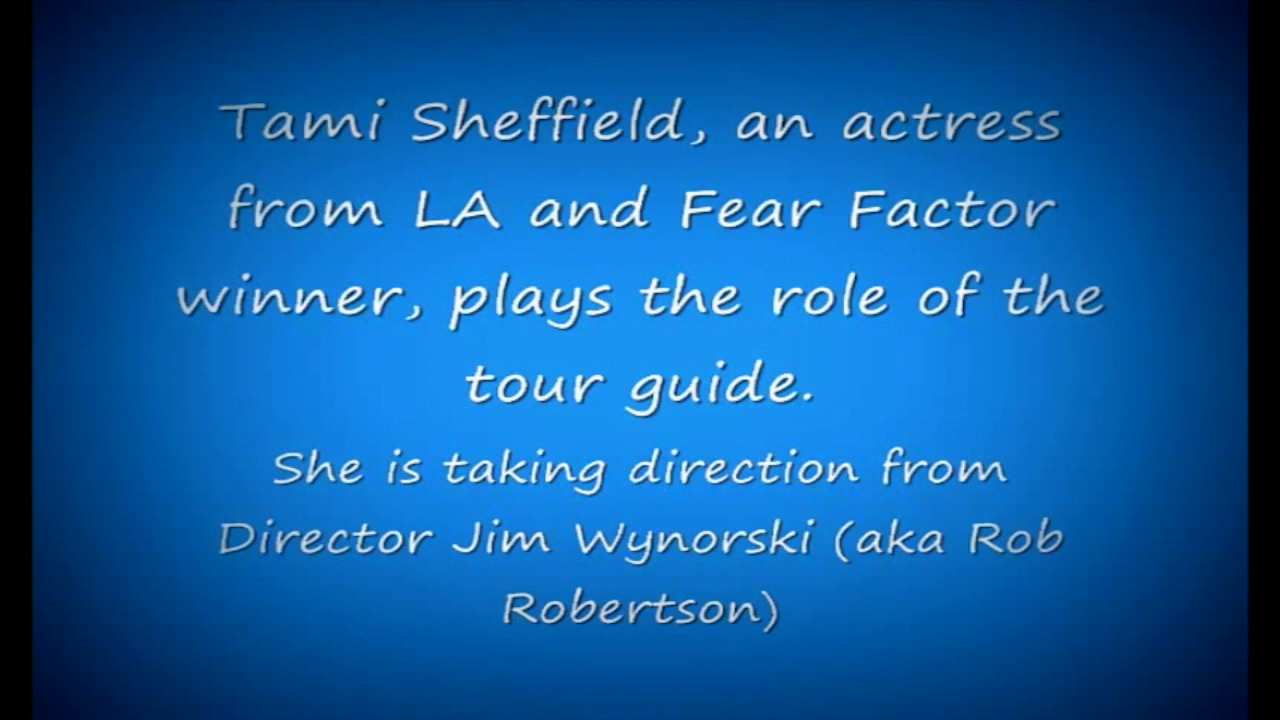 Tami Sheffield, an actress
from LA and Fear Factor
winner, plays the role of the
tour guide.
She is taking direction from
Director Jim Wynorski (aka Rob
Robertson)